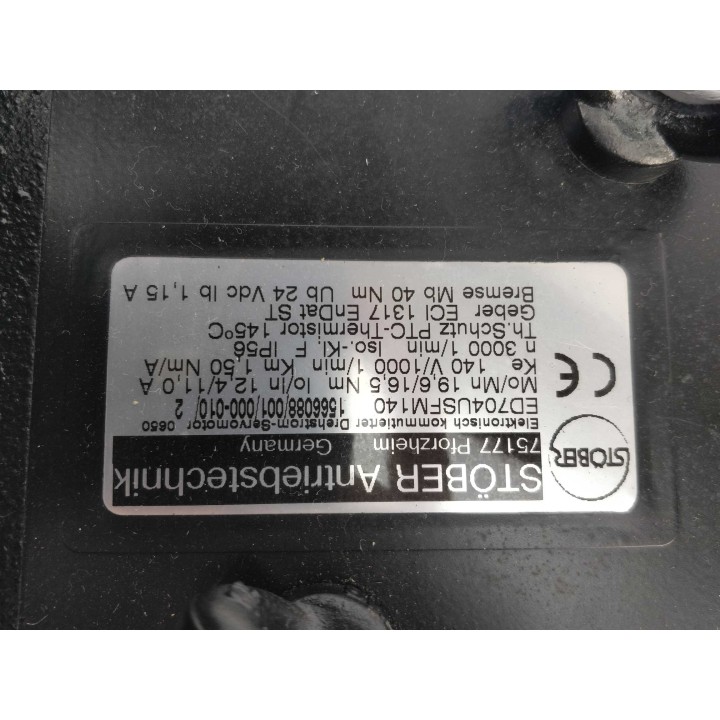 STÖBER
STÖBER Antriebstechnik
75177 Pforzheim Germany
Elektronisch kommutierter Drehstrom-Servomotor 0650
ED704USFM140 1566088/001/000-010/ 2
Mo/Mn 19,6/16,5 Nm Io/In 12,4/11,0 A
Ke 140 V/1000 1/min Km 1,50 Nm/A
n 3000 1/min Iso.-Kl. F IP56
Th.Schutz PTC-Thermistor 145°C
Geber ECI 1317 EnDat ST
Bremse Mb 40 Nm Ub 24 Vdc Ib 1,15 A
CE